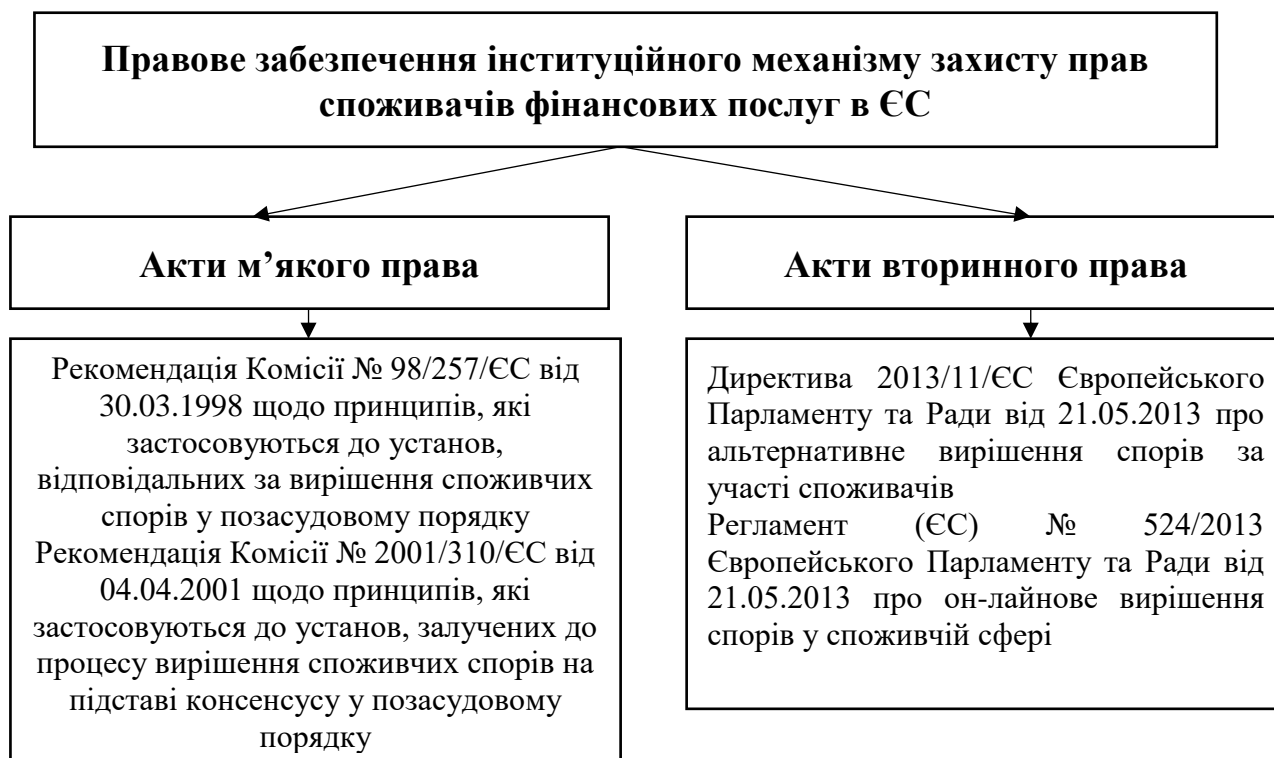 Правове забезпечення інституційного механізму захисту прав
споживачів фінансових послуг в ЄС
Акти м’якого права
Рекомендація Комісії № 98/257/ЄС від
30.03.1998 щодо принципів, які
застосовуються до установ,
відповідальних за вирішення споживчих
спорів у позасудовому порядку
Рекомендація Комісії № 2001/310/ЄС від
04.04.2001 щодо принципів, які
застосовуються до установ, залучених до
процесу вирішення споживчих спорів на
підставі консенсусу у позасудовому
порядку
Акти вторинного права
Директива 2013/11/ЄС Європейського
Парламенту та Ради від 21.05.2013 про
альтернативне вирішення спорів за
участі споживачів
Регламент (ЄС) № 524/2013
Європейського Парламенту та Ради від
21.05.2013 про он-лайнове вирішення
спорів у споживчій сфері